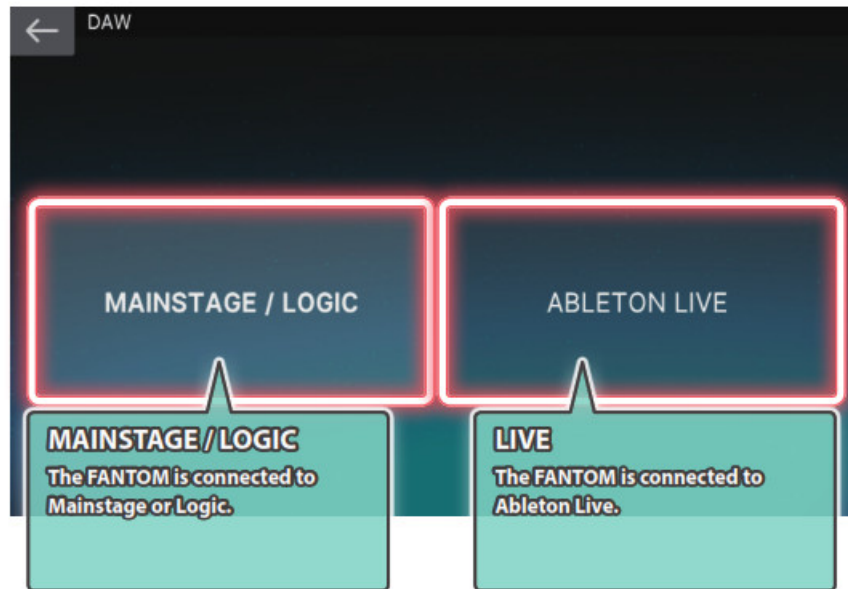 DAW
MAINSTAGE / LOGIC
ABLETON LIVE
MAINSTAGE / LOGIC
The FANTOM is connected to
Mainstage or Logic.
LIVE
The FANTOM is connected to
Ableton Live.